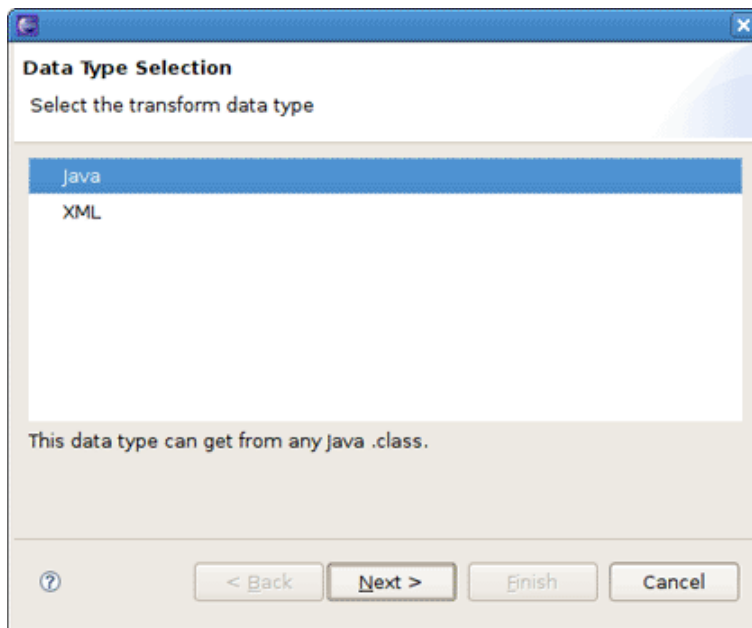 Data Type Selection
Select the transform data type
Java
XML
This data type can get from any Java .class.
< Back Next > Finish Cancel